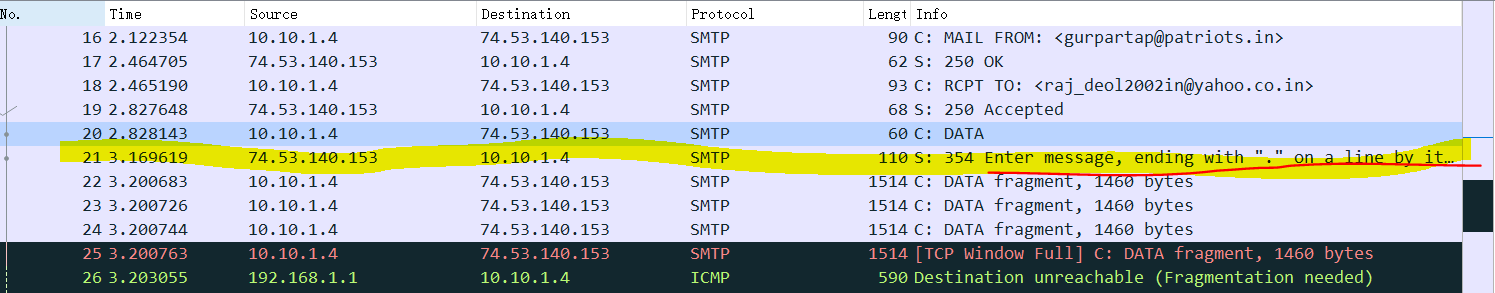 No. Time Source Destination Protocol Lengt Info
16 2.122354 10.10.1.4 74.53.140.153 SMTP 90 C: MAIL FROM: <gurpartap@patriots.in>
17 2.464705 74.53.140.153 10.10.1.4 SMTP 62 S: 250 OK
18 2.465190 10.10.1.4 74.53.140.153 SMTP 93 C: RCPT TO: <raj_deol2002in@yahoo.co.in>
19 2.827648 74.53.140.153 10.10.1.4 SMTP 68 S: 250 Accepted
20 2.828143 10.10.1.4 74.53.140.153 SMTP 60 C: DATA
21 3.169619 74.53.140.153 10.10.1.4 SMTP 110 S: 354 Enter message, ending with "." on a line by it…
22 3.200683 10.10.1.4 74.53.140.153 SMTP 1514 C: DATA fragment, 1460 bytes
23 3.200726 10.10.1.4 74.53.140.153 SMTP 1514 C: DATA fragment, 1460 bytes
24 3.200744 10.10.1.4 74.53.140.153 SMTP 1514 C: DATA fragment, 1460 bytes
25 3.200763 10.10.1.4 74.53.140.153 SMTP 1514 [TCP Window Full] C: DATA fragment, 1460 bytes
26 3.203055 192.168.1.1 10.10.1.4 ICMP 590 Destination unreachable (Fragmentation needed)